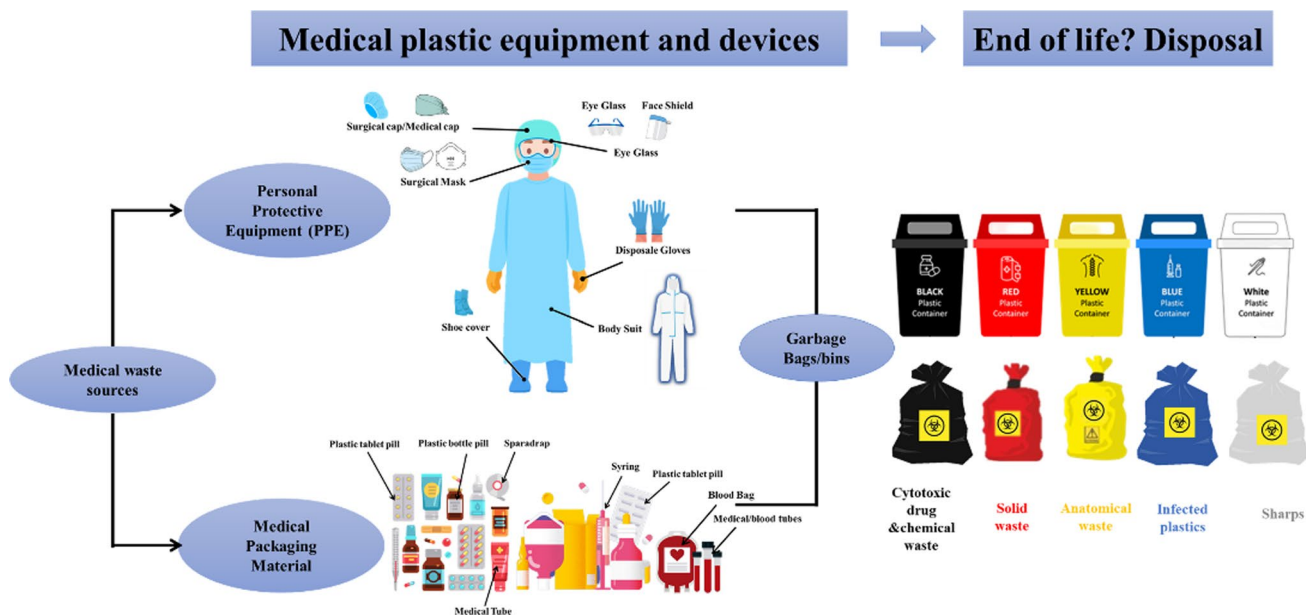 Medical plastic equipment and devices
End of life? Disposal
Surgical cap/Medical cap
Eye Glass
Face Shield
Eye Glass
Surgical Mask
Personal
Protective
Equipment (PPE)
Disposale Gloves
Shoe cover
Body Suit
Medical waste
sources
Garbage
Bags/bins
BLACK
Plastic
Container
RED
Plastic
Container
YELLOW
Plastic
Container
BLUE
Plastic
Container
White
Plastic
Container
Plastic tablet pill
Plastic bottle pill
Sparadrap
Syring
Plastic tablet pill
Blood Bag
Medical/blood tubes
Medical
Packaging
Material
Medical Tube
Cytotoxic
drug
&chemical
waste
Solid
waste
Anatomical
waste
Infected
plastics
Sharps